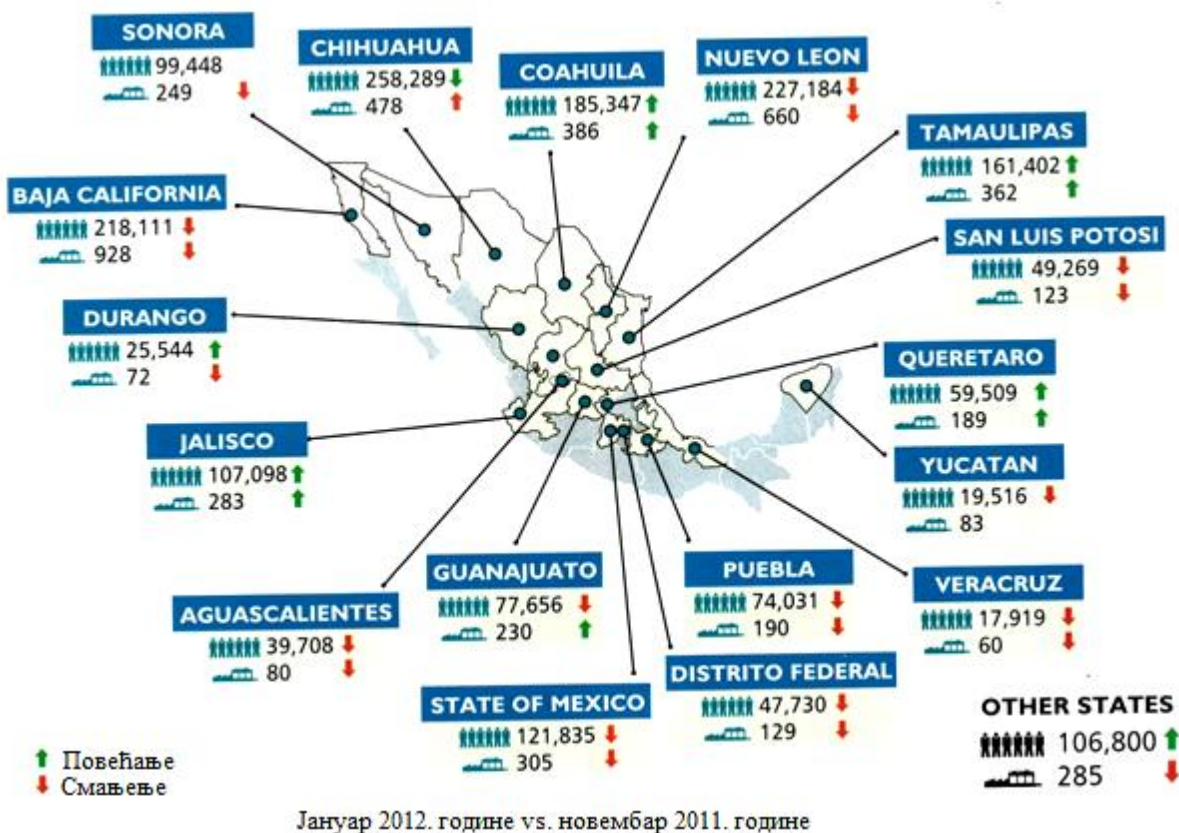 SONORA
99,448
249
CHIHUAHUA
258,289
478
COAHUILA
185,347
386
NUEVO LEON
227,184
660
TAMAULIPAS
161,402
362
BAJA CALIFORNIA
218,111
928
SAN LUIS POTOSI
49,269
123
DURANGO
25,544
72
QUERETARO
59,509
189
JALISCO
107,098
283
YUCATAN
19,516
83
GUANAJUATO
77,656
230
PUEBLA
74,031
190
VERACRUZ
17,919
60
AGUASCALIENTES
39,708
80
STATE OF MEXICO
121,835
305
DISTRITO FEDERAL
47,730
129
OTHER STATES
106,800
285
Повећање
Смањење
Јануар 2012. године vs. новембар 2011. године